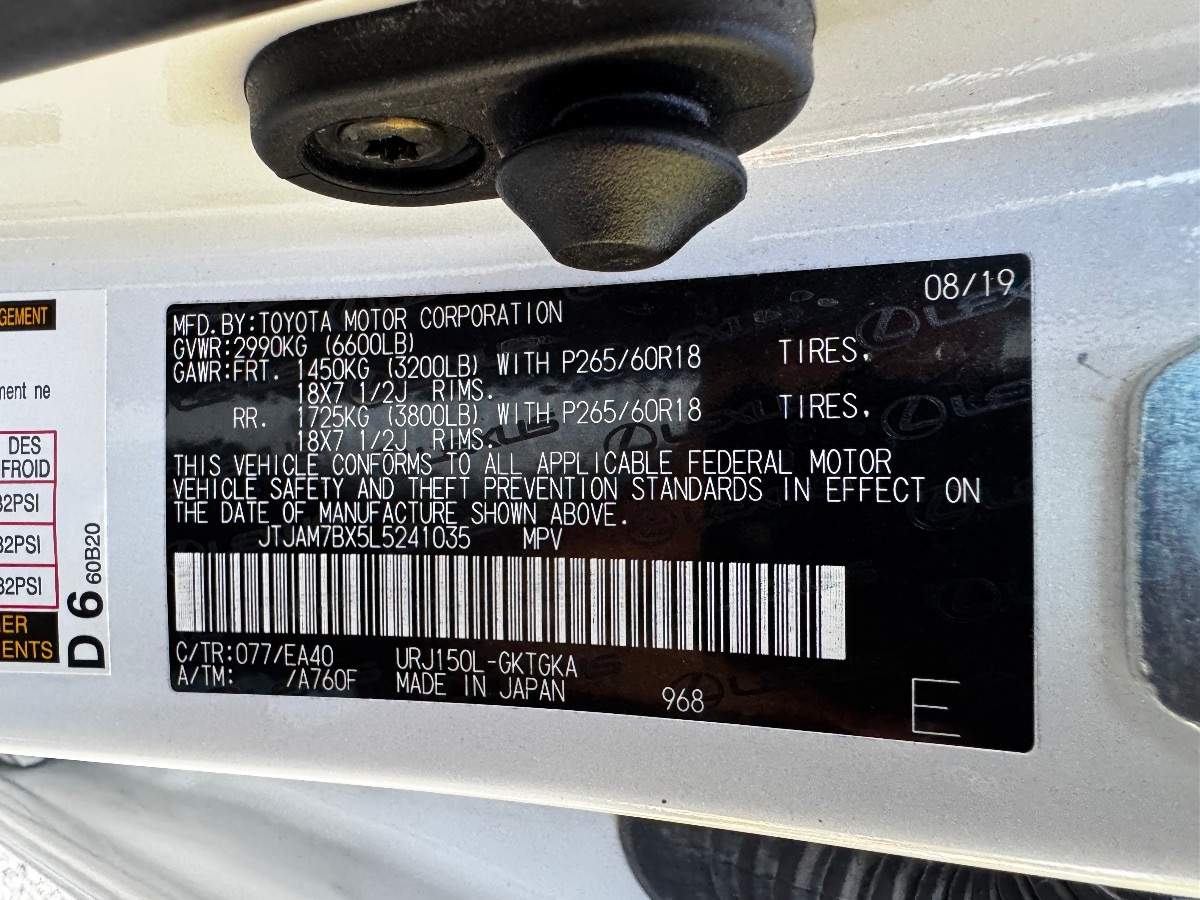 GEMENT
ment ne
DES
FROID
32PSI
32PSI
32PSI
ER
ENTS
D 6 60B20
08/19
MFD. BY: TOYOTA MOTOR CORPORATION
GVWR: 2990KG (6600LB)
GAWR: FRT. 1450KG (3200LB) WITH P265/60R18 TIRES,
18X7 1/2J RIMS.
RR. 1725KG (3800LB) WITH P265/60R18 TIRES,
18X7 1/2J RIMS.
THIS VEHICLE CONFORMS TO ALL APPLICABLE FEDERAL MOTOR
VEHICLE SAFETY AND THEFT PREVENTION STANDARDS IN EFFECT ON
THE DATE OF MANUFACTURE SHOWN ABOVE.
JTJAM7BX5L5241035 MPV
C/TR: 077/EA40 URJ150L-GKTGKA
A/TM: /A760F MADE IN JAPAN 968
E
LEXUS
LEXUS